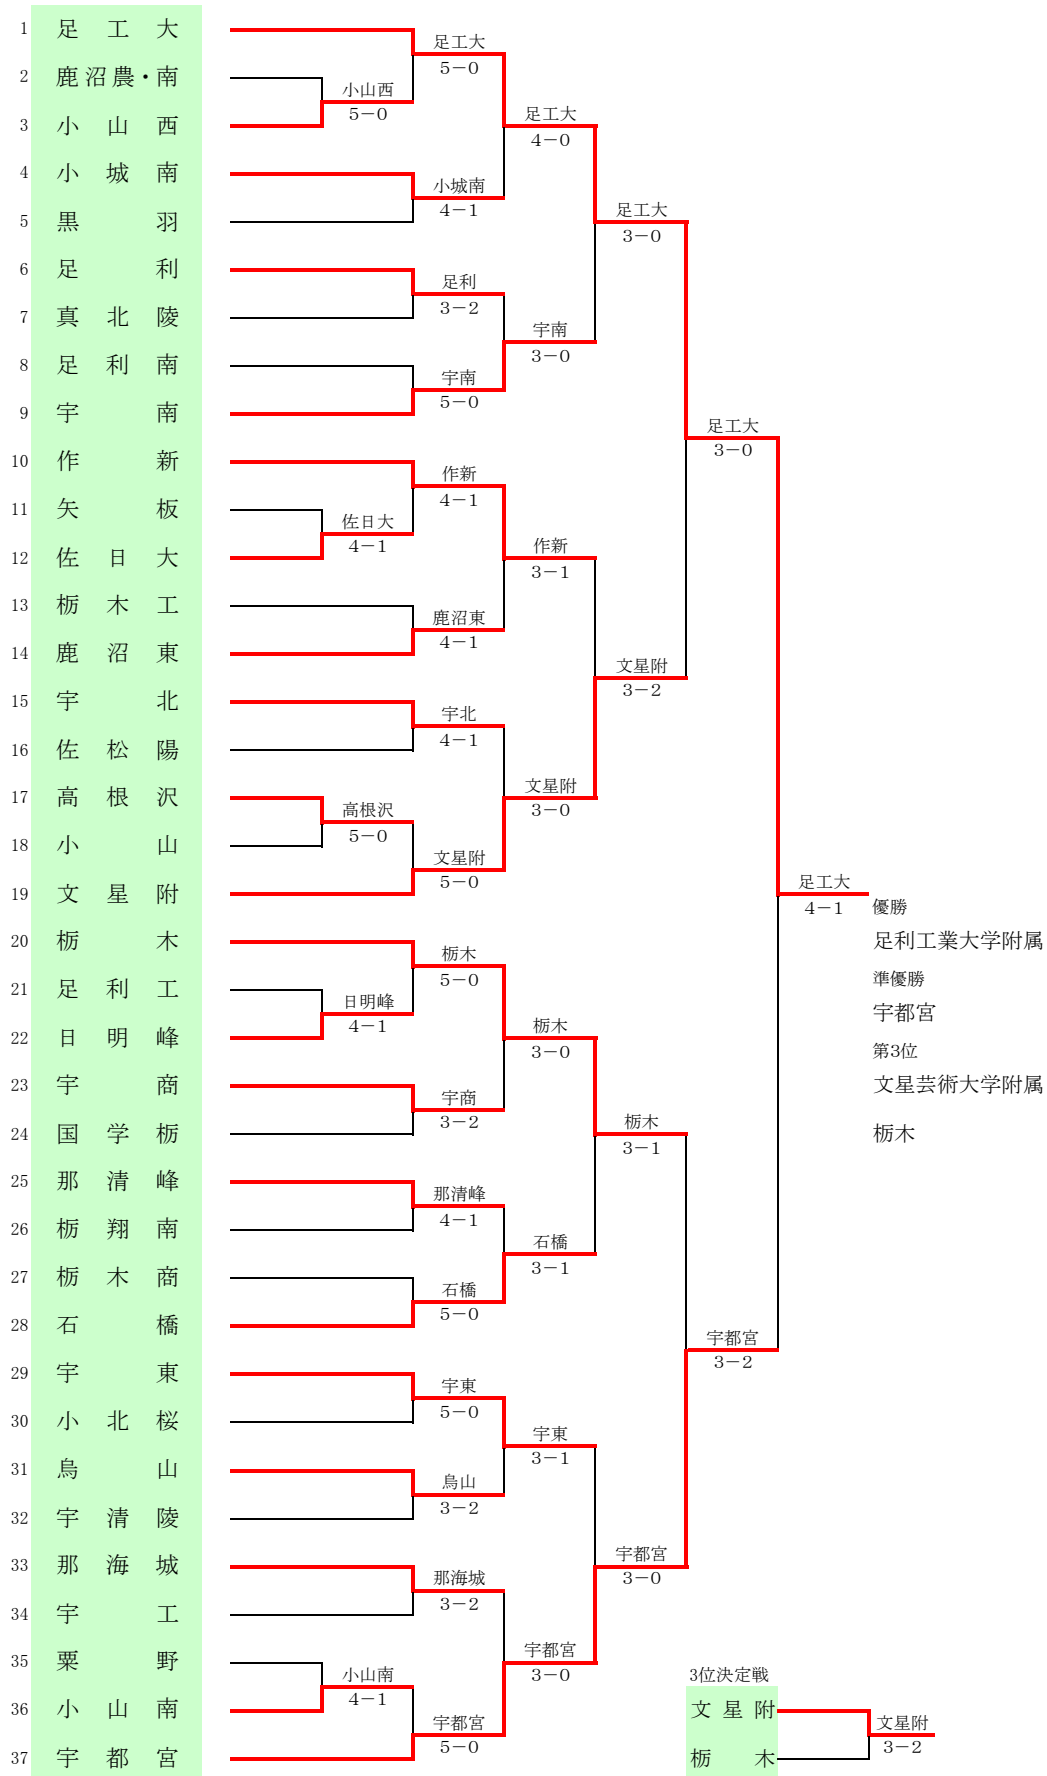 1 足工大
2 鹿沼農・南
3 小山西
4 小城南
5 黒羽
6 足利
7 真北陵
8 足利南
9 宇南
10 作新
11 矢板
12 佐日大
13 栃木工
14 鹿沼東
15 宇北
16 佐松陽
17 高根沢
18 小山
19 文星附
20 栃木
21 足利工
22 日明峰
23 宇商
24 国学栃
25 那清峰
26 栃翔南
27 栃木商
28 石橋
29 宇東
30 小北桜
31 烏山
32 宇清陵
33 那海城
34 宇工
35 粟野
36 小山南
37 宇都宮
小山西
5－0
佐日大
4－1
高根沢
5－0
日明峰
4－1
小山南
4－1
足工大
5－0
小城南
4－1
足利
3－2
宇南
5－0
作新
4－1
鹿沼東
4－1
宇北
4－1
文星附
5－0
栃木
5－0
宇商
3－2
那清峰
4－1
石橋
5－0
宇東
5－0
烏山
3－2
那海城
3－2
宇都宮
5－0
足工大
4－0
宇南
3－0
作新
3－1
文星附
3－0
栃木
3－0
石橋
3－1
宇東
3－1
宇都宮
3－0
足工大
3－0
文星附
3－2
栃木
3－1
宇都宮
3－0
足工大
3－0
宇都宮
3－2
足工大
4－1
優勝
足利工業大学附属
準優勝
宇都宮
第3位
文星芸術大学附属
栃木
3位決定戦
文星附
栃木
文星附
3－2